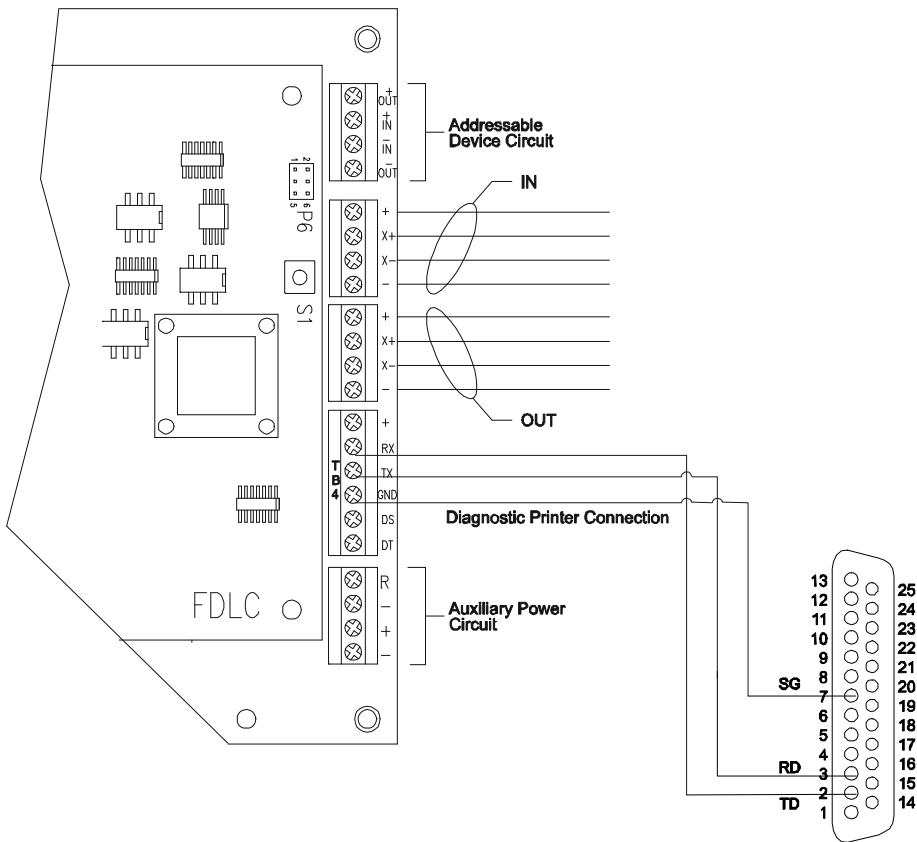 +
OUT
+
IN
-
IN
-
OUT
Addressable
Device Circuit
1 2
5 6
P6
S1
IN
+
X+
X-
-
+
X+
X-
-
OUT
+
RX
TX
GND
DS
DT
TB4
Diagnostic Printer Connection
R
-
+
-
Auxiliary Power
Circuit
FDLC
SG
RD
TD
13
12
11
10
9
8
7
6
5
4
3
2
1
25
24
23
22
21
20
19
18
17
16
15
14